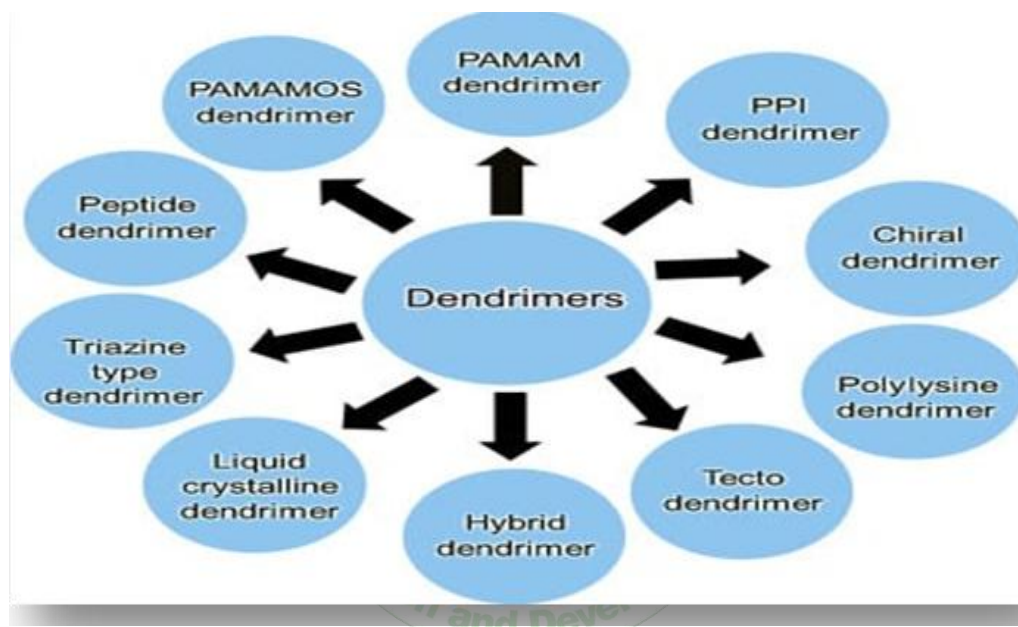 PAMAM
dendrimer
PPI
dendrimer
Chiral
dendrimer
Polylysine
dendrimer
Tecto
dendrimer
Hybrid
dendrimer
Liquid
crystalline
dendrimer
Triazine
type
dendrimer
Peptide
dendrimer
PAMAMOS
dendrimer
Dendrimers
and